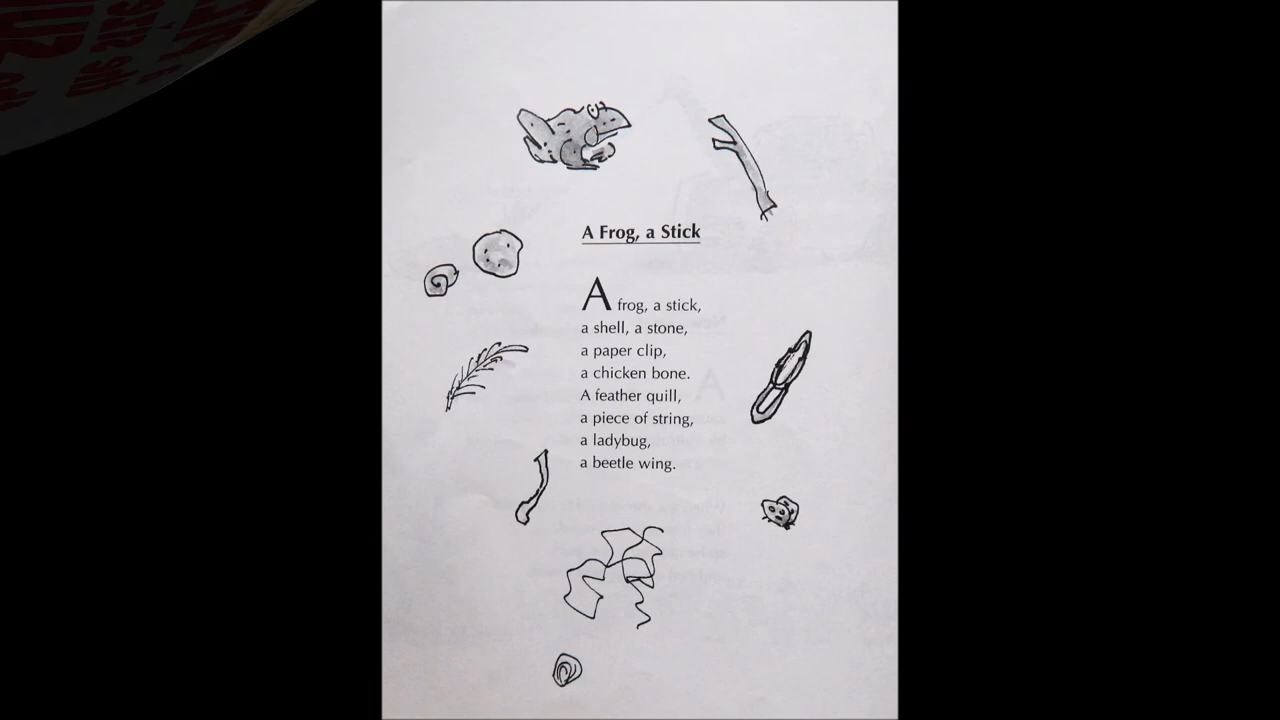 A Frog, a Stick
A frog, a stick,
a shell, a stone,
a paper clip,
a chicken bone.
A feather quill,
a piece of string,
a ladybug,
a beetle wing.